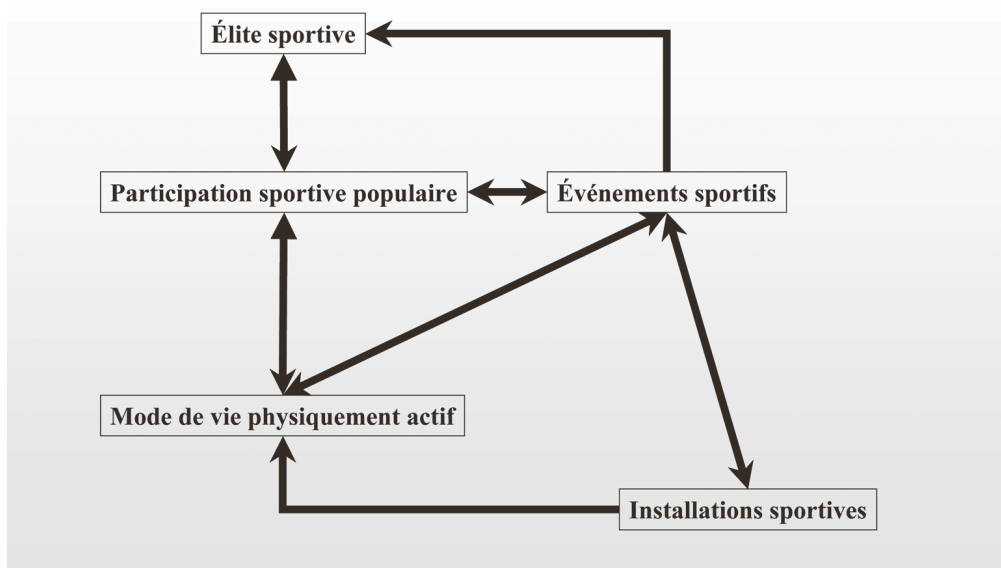 Élite sportive
Participation sportive populaire
Événements sportifs
Mode de vie physiquement actif
Installations sportives